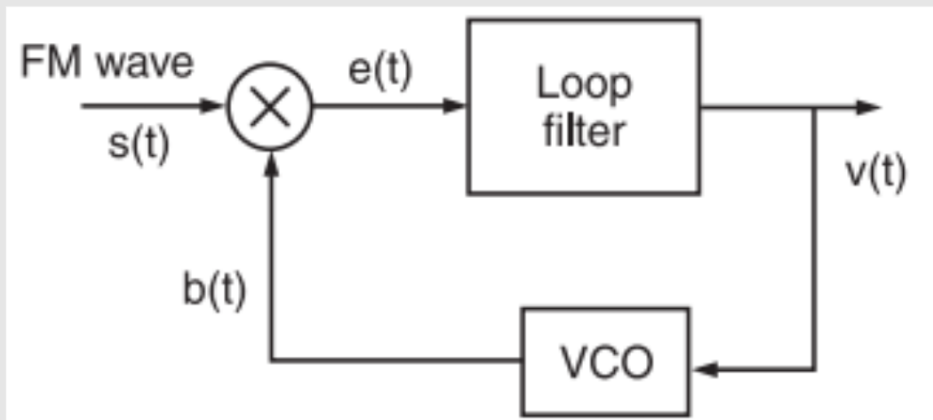 FM wave
s(t)
e(t)
Loop
filter
v(t)
b(t)
VCO